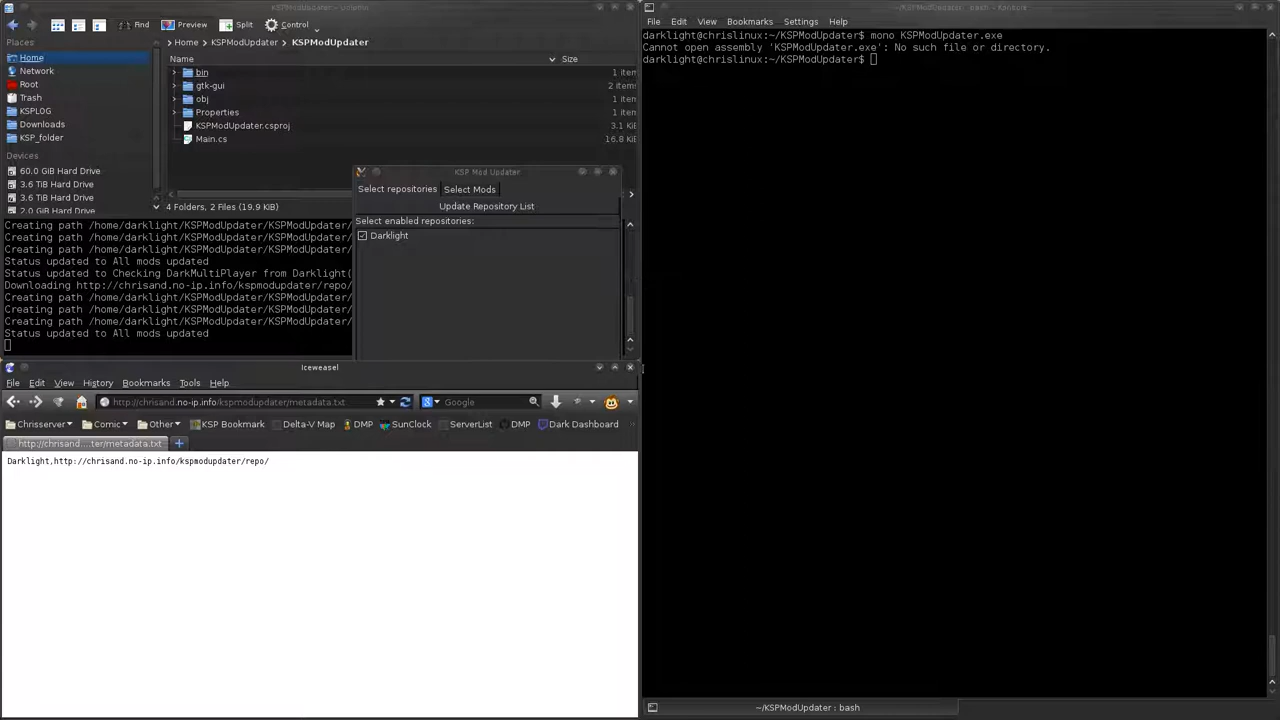 KSPModUpdater
Find Preview Split Control
Places
Home
Network
Root
Trash
KSPLOG
Downloads
KSP_folder
Devices
60.0 GiB Hard Drive
3.6 TiB Hard Drive
3.6 TiB Hard Drive
2.0 GiB Hard Drive
Home KSPModUpdater KSPModUpdater
Name Size
bin 1 item
gtk-gui 2 items
obj 1 item
Properties 1 item
KSPModUpdater.csproj 3.1 KiB
Main.cs 16.8 KiB
4 Folders, 2 Files (19.9 KiB)
KSP Mod Updater
Select repositories Select Mods
Update Repository List
Select enabled repositories:
Darklight
Creating path /home/darklight/KSPModUpdater/KSPModUpdater/
Creating path /home/darklight/KSPModUpdater/KSPModUpdater/
Creating path /home/darklight/KSPModUpdater/KSPModUpdater/
Status updated to All mods updated
Status updated to Checking DarkMultiPlayer from Darklight(
Downloading http://chrisand.no-ip.info/kspmodupdater/repo/
Creating path /home/darklight/KSPModUpdater/KSPModUpdater/
Creating path /home/darklight/KSPModUpdater/KSPModUpdater/
Creating path /home/darklight/KSPModUpdater/KSPModUpdater/
Status updated to All mods updated
Iceweasel
File Edit View History Bookmarks Tools Help
http://chrisand.no-ip.info/kspmodupdater/metadata.txt Google
Chrisserver Comic Other KSP Bookmark Delta-V Map DMP SunClock ServerList DMP Dark Dashboard
http://chrisand....ter/metadata.txt
Darklight,http://chrisand.no-ip.info/kspmodupdater/repo/
~/KSPModUpdater : bash – Konsole
File Edit View Bookmarks Settings Help
darklight@chrislinux:~/KSPModUpdater$ mono KSPModUpdater.exe
Cannot open assembly 'KSPModUpdater.exe': No such file or directory.
darklight@chrislinux:~/KSPModUpdater$
~/KSPModUpdater : bash